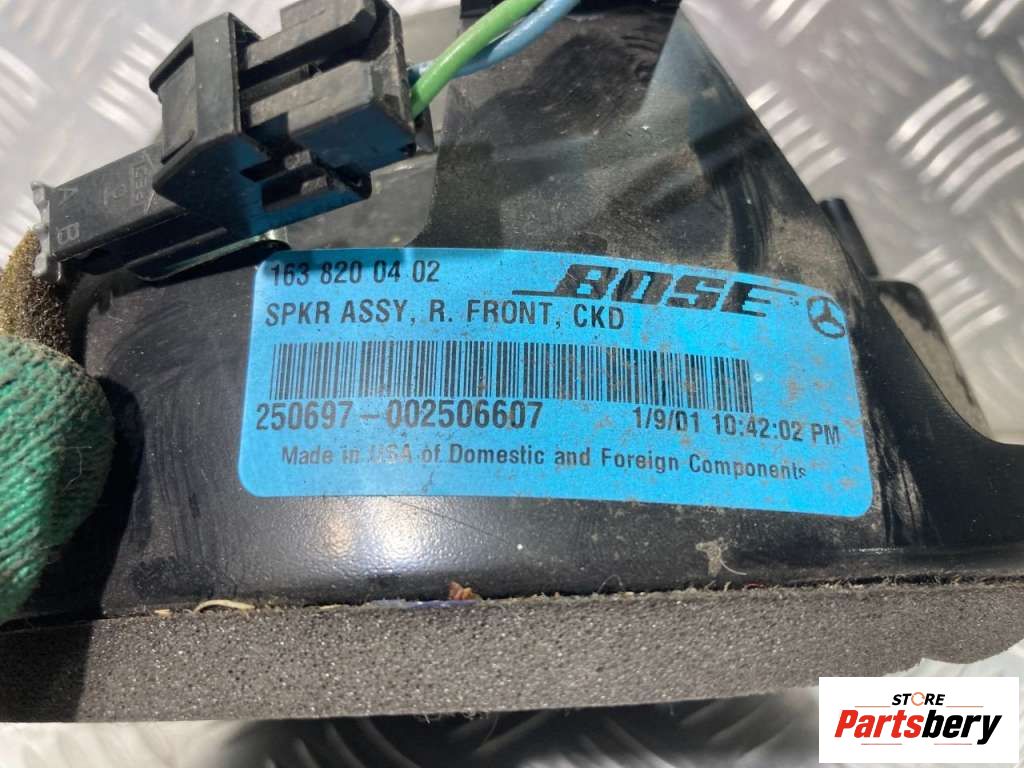 A B
163 820 04 02
BOSE
SPKR ASSY, R. FRONT, CKD
250697-002506607 1/9/01 10:42:02 PM
Made in USA of Domestic and Foreign Components
STORE
Partsbery